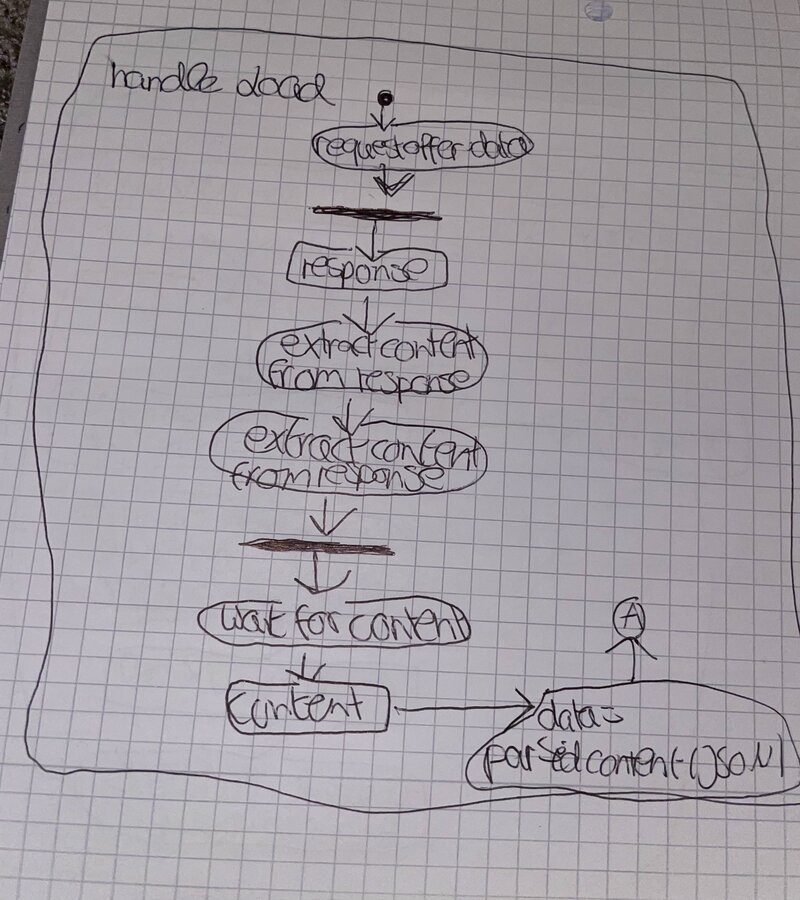 handle load
request offer data
response
extract content
from response
extract content
from response
wait for content
content
A
data =
parsed content (JSON)